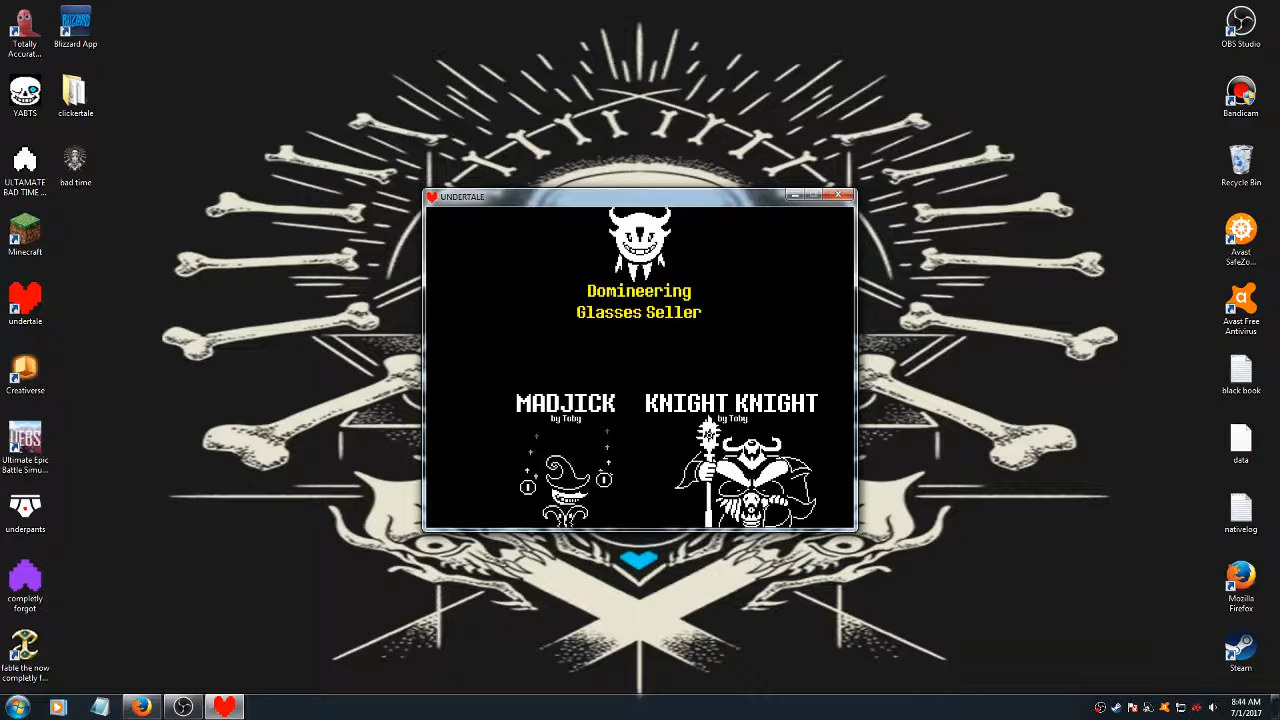 Totally
Accurat...
Blizzard App
BLIZZARD
YABTS
clickertale
ULTIMATE
BAD TIME ...
bad time
Minecraft
undertale
Creativerse
UEBS
Ultimate Epic
Battle Simu...
underpants
completly
forgot
fable the now
completly f...
UNDERTALE
Domineering
Glasses Seller
MADJICK
by Toby
KNIGHT KNIGHT
by Toby
OBS Studio
Bandicam
Recycle Bin
Avast
SafeZo...
Avast Free
Antivirus
black book
data
nativelog
Mozilla
Firefox
Steam
8:44 AM
7/1/2017